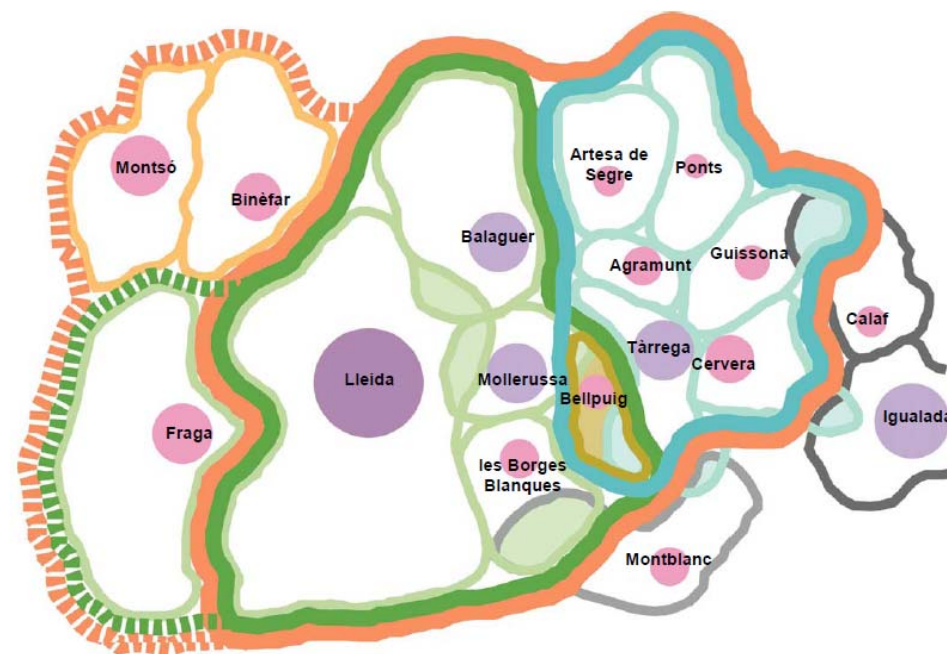 Montsó
Binèfar
Artesa de
Segre
Ponts
Balaguer
Guissona
Agramunt
Calaf
Tàrrega
Cervera
Lleida
Mollerussa
Bellpuig
Igualada
Fraga
les Borges
Blanques
Montblanc